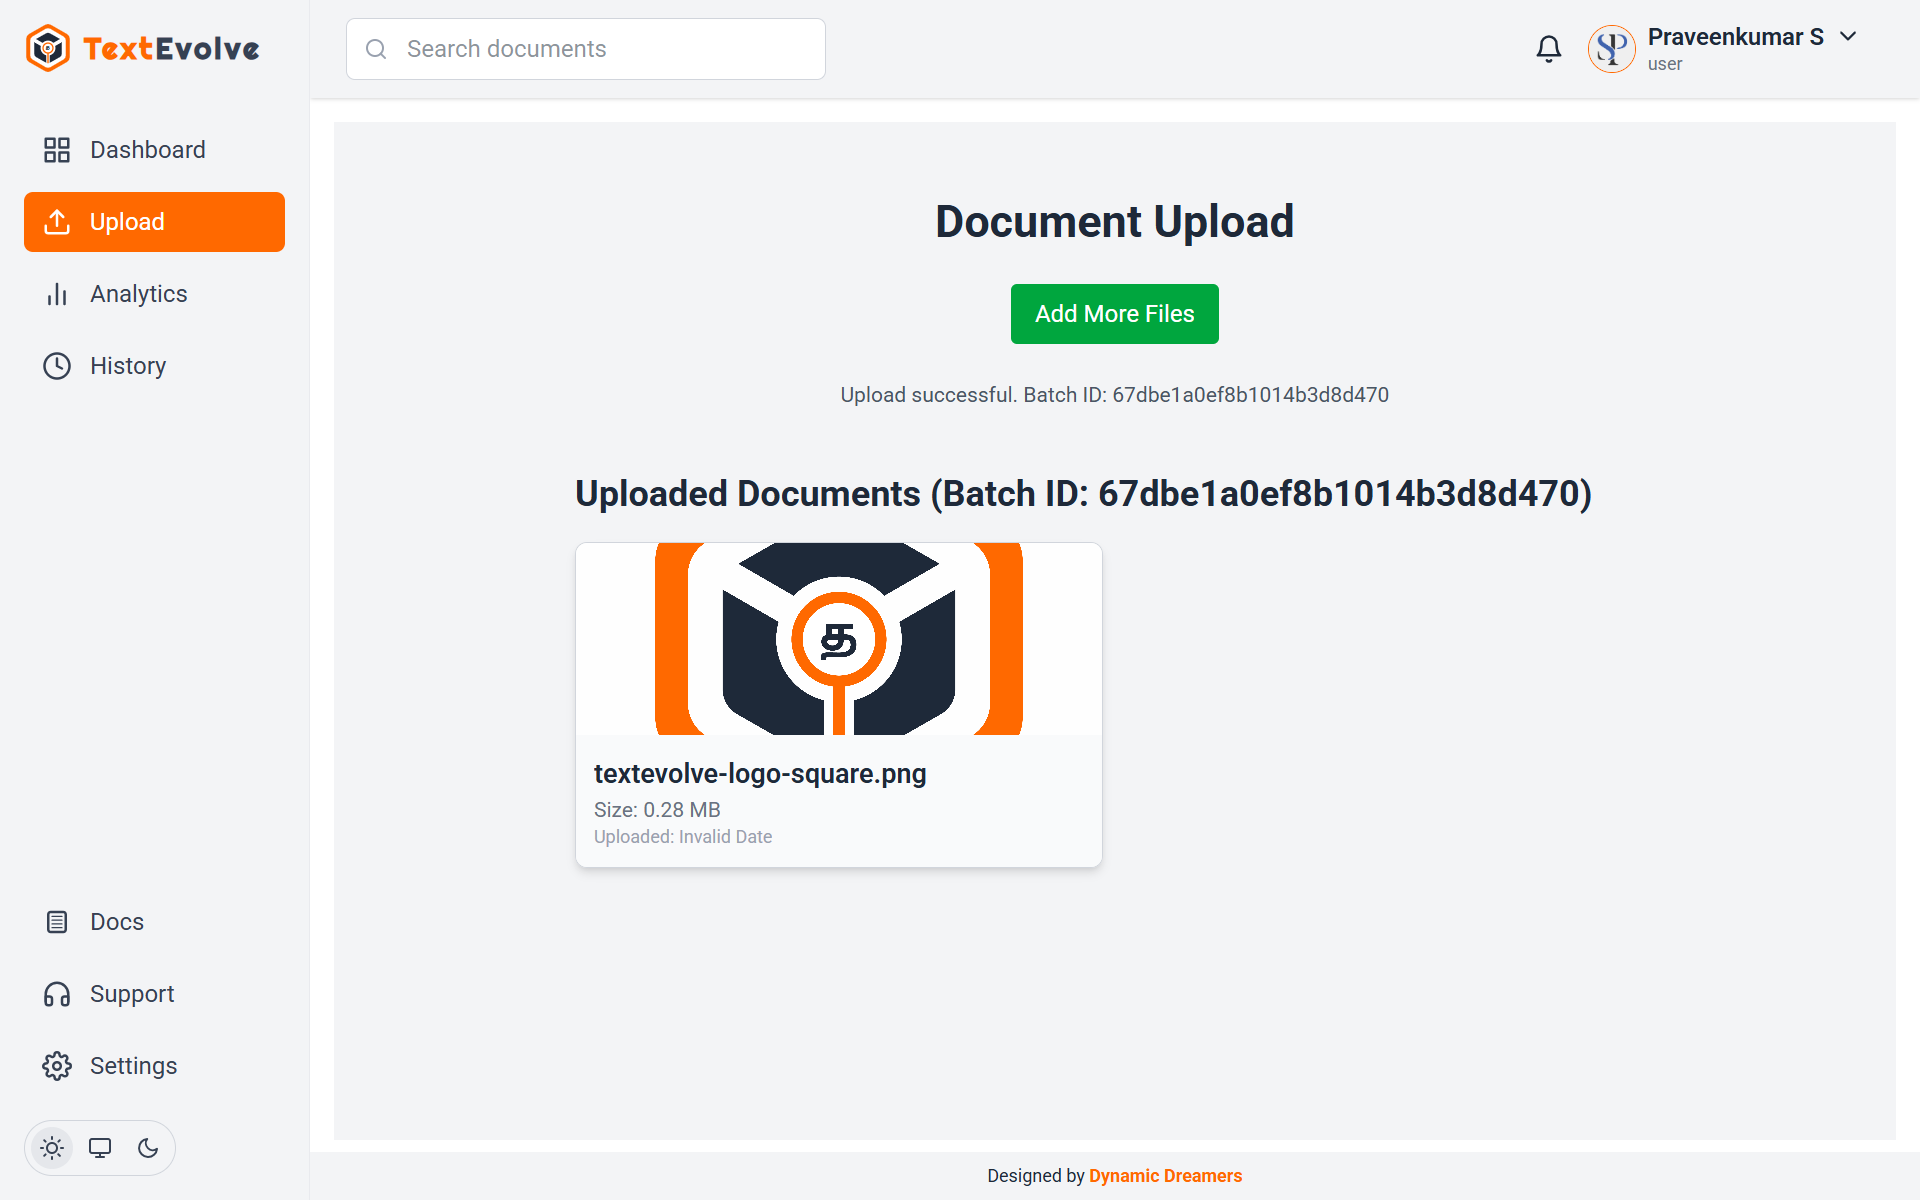 TextEvolve
Search documents
SP
Praveenkumar S
user
Dashboard
Upload
Analytics
History
Document Upload
Add More Files
Upload successful. Batch ID: 67dbe1a0ef8b1014b3d8d470
Uploaded Documents (Batch ID: 67dbe1a0ef8b1014b3d8d470)
த
textevolve-logo-square.png
Size: 0.28 MB
Uploaded: Invalid Date
Docs
Support
Settings
Designed by Dynamic Dreamers